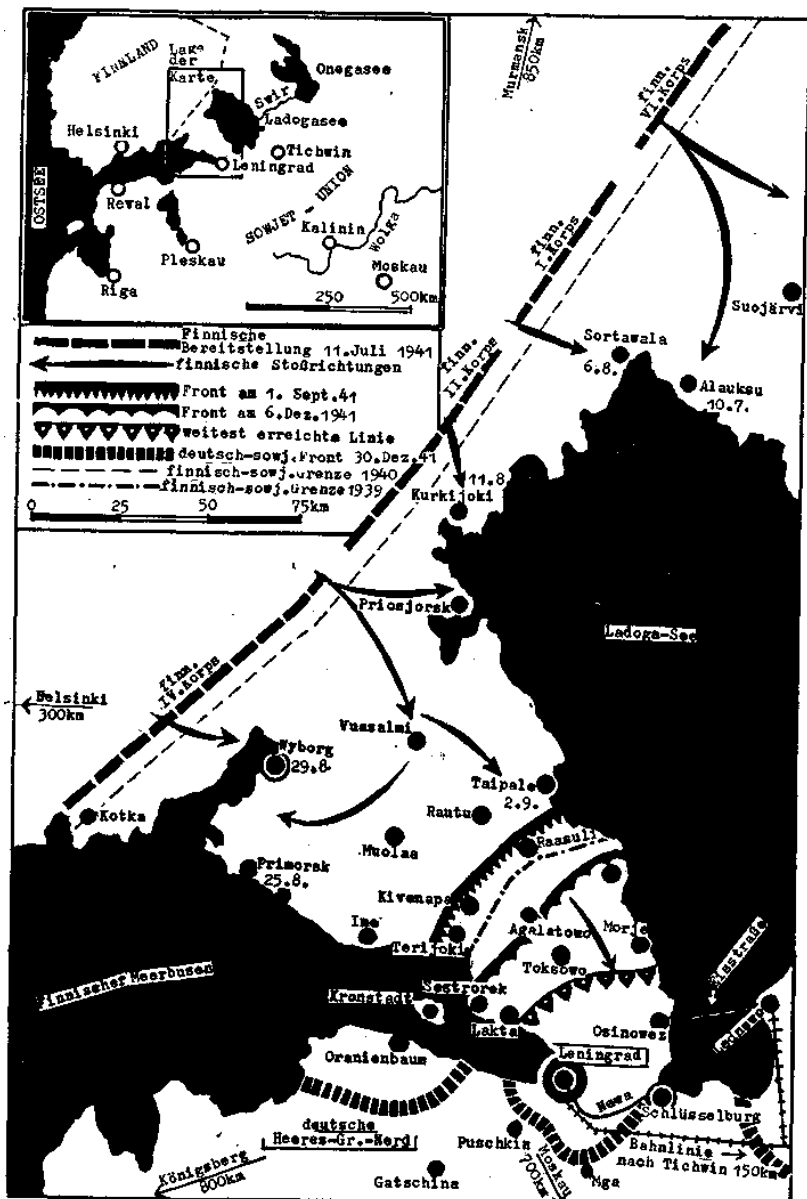 FINNLAND
Lage
der
Karte
Onegasee
Swir
Ladogasee
Helsinki
Tichwin
Leningrad
OSTSEE
Rewal
SOWJET - UNION
Kalinin
Wolga
Pleskau
Moskau
Riga
250 500km
Finnische
Bereitstellung 11.Juli 1941
finnische Stoßrichtungen
Front am 1. Sept.41
Front am 6.Dez.1941
weitest erreichte Linie
deutsch-sowj.Front 30.Dez.41
finnisch-sowj.Grenze 1940
finnisch-sowj.Grenze1939
0 25 50 75km
Murmansk
850km
finn.
VI.Korps
finn.
I.Korps
Suojärvi
Sortawala
6.8.
finn.
II.Korps
Alauksu
10.7.
11.8
Kurkijoki
Priosjorsk
Ladoga-See
finn.
IV.Korps
Helsinki
300km
Vuasalmi
Wyborg
29.8.
Taipale
2.9.
Kotka
Rautu
Raasuli
Muolaa
Primorsk
25.8.
Kivenapa
Ino
Terijoki
Agalatowo
Morje
Eisstraße
Toksowo
Finnischer Meerbusen
Kronstadt
Sestrorek
Lakta
Osinowez
Lednewo
Oranienbaum
Leningrad
Newa
Schlüsselburg
deutsche
Heeres-Gr.-Nord
Puschkin
Bahnlinie
nach Tichwin 150km
Königsberg
800km
Moskau
700km
Mga
Gatschina